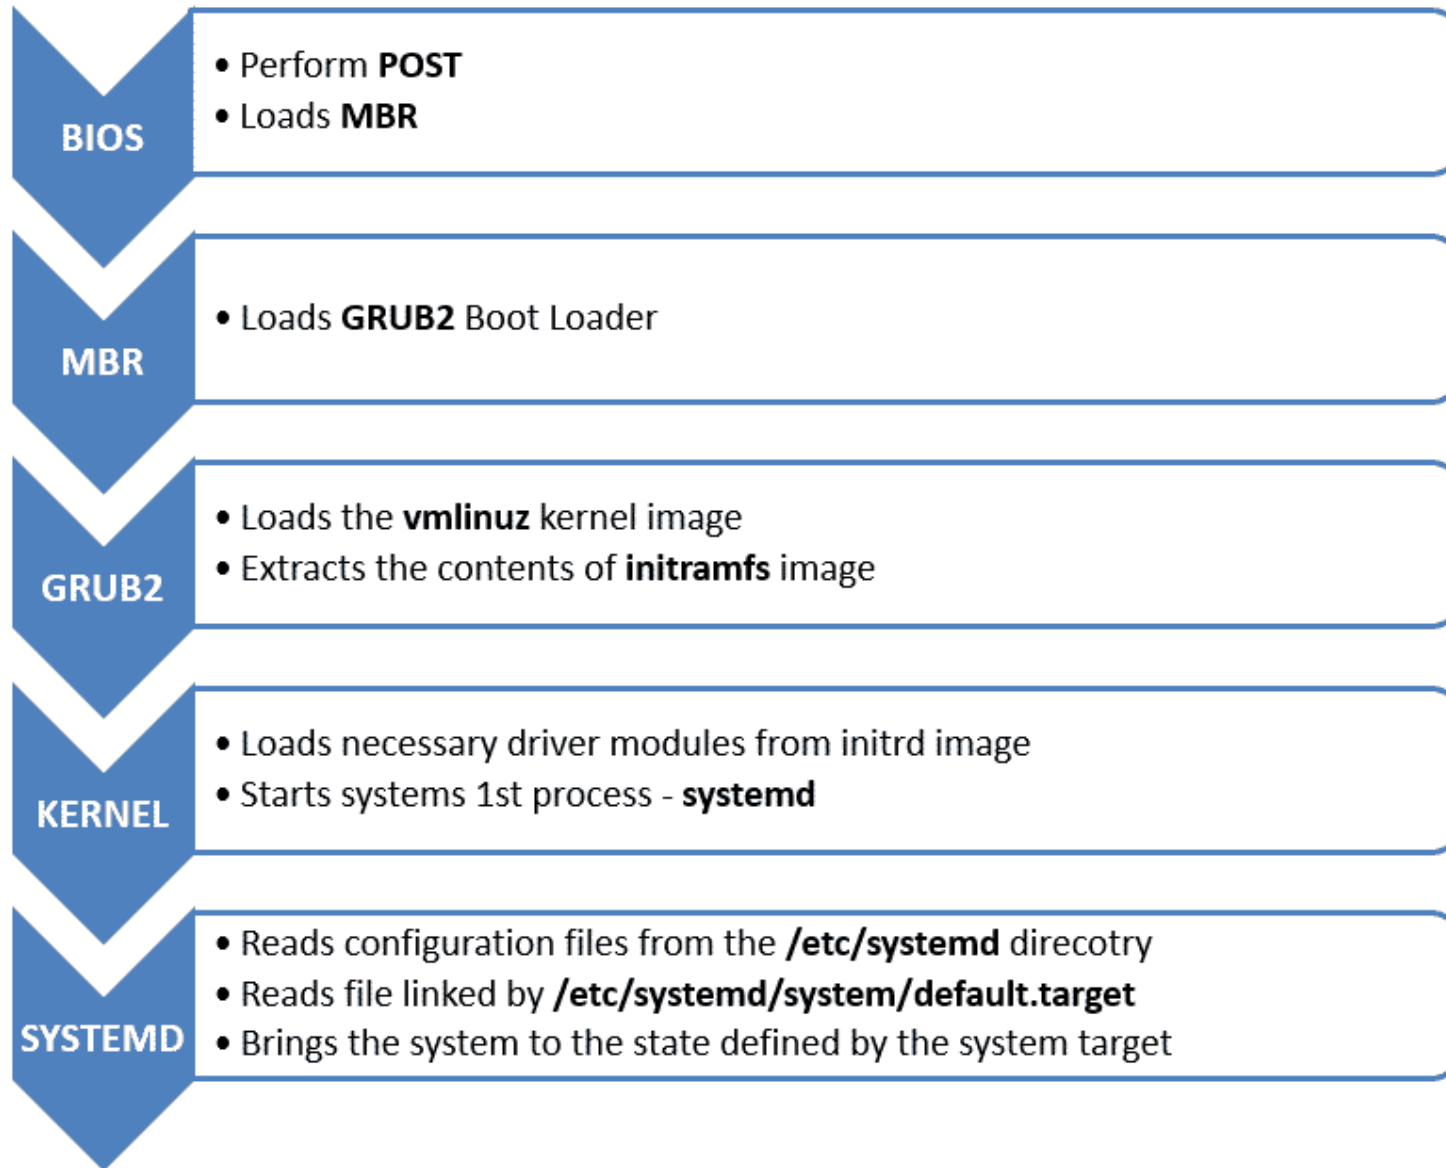 BIOS
• Perform POST
• Loads MBR
MBR
• Loads GRUB2 Boot Loader
GRUB2
• Loads the vmlinuz kernel image
• Extracts the contents of initramfs image
KERNEL
• Loads necessary driver modules from initrd image
• Starts systems 1st process - systemd
SYSTEMD
• Reads configuration files from the /etc/systemd direcotry
• Reads file linked by /etc/systemd/system/default.target
• Brings the system to the state defined by the system target